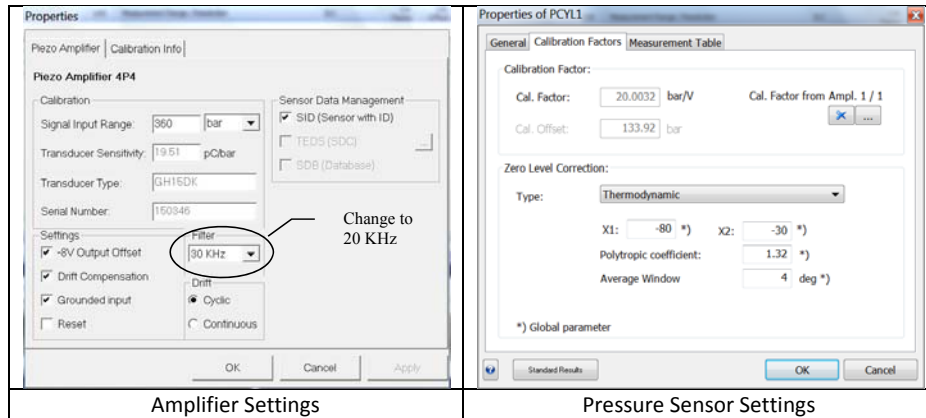 Properties
Piezo Amplifier
Calibration Info
Piezo Amplifier 4P4
Calibration
Signal Input Range: 360 bar
Transducer Sensitivity: 19.51 pC/bar
Transducer Type: GH15DK
Serial Number: 150346
Sensor Data Management
SID (Sensor with ID)
TEDS (SDC)
...
SDB (Database)
Settings
-8V Output Offset
Drift Compensation
Grounded input
Reset
Filter
30 KHz
Drift
Cyclic
Continuous
Change to
20 KHz
OK Cancel Apply
Amplifier Settings
Properties of PCYL1
General Calibration Factors Measurement Table
Calibration Factor:
Cal. Factor: 20.0032 bar/V Cal. Factor from Ampl. 1 / 1
...
Cal. Offset: 133.92 bar
Zero Level Correction:
Type: Thermodynamic
X1: -80 *) X2: -30 *)
Polytropic coefficient: 1.32 *)
Average Window 4 deg *)
*) Global parameter
Standard Results OK Cancel
Pressure Sensor Settings